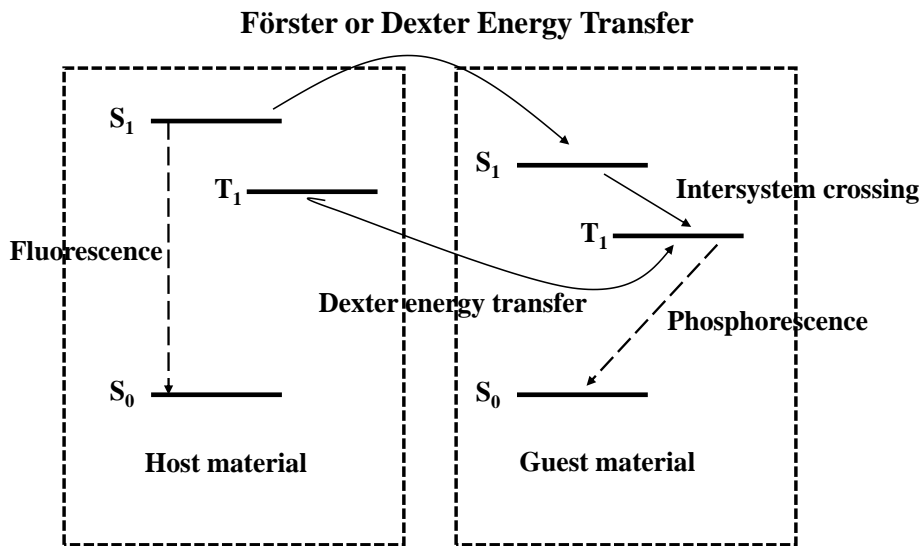 Förster or Dexter Energy Transfer
S₁
T₁
Fluorescence
S₀
Host material
Dexter energy transfer
S₁
Intersystem crossing
T₁
Phosphorescence
S₀
Guest material